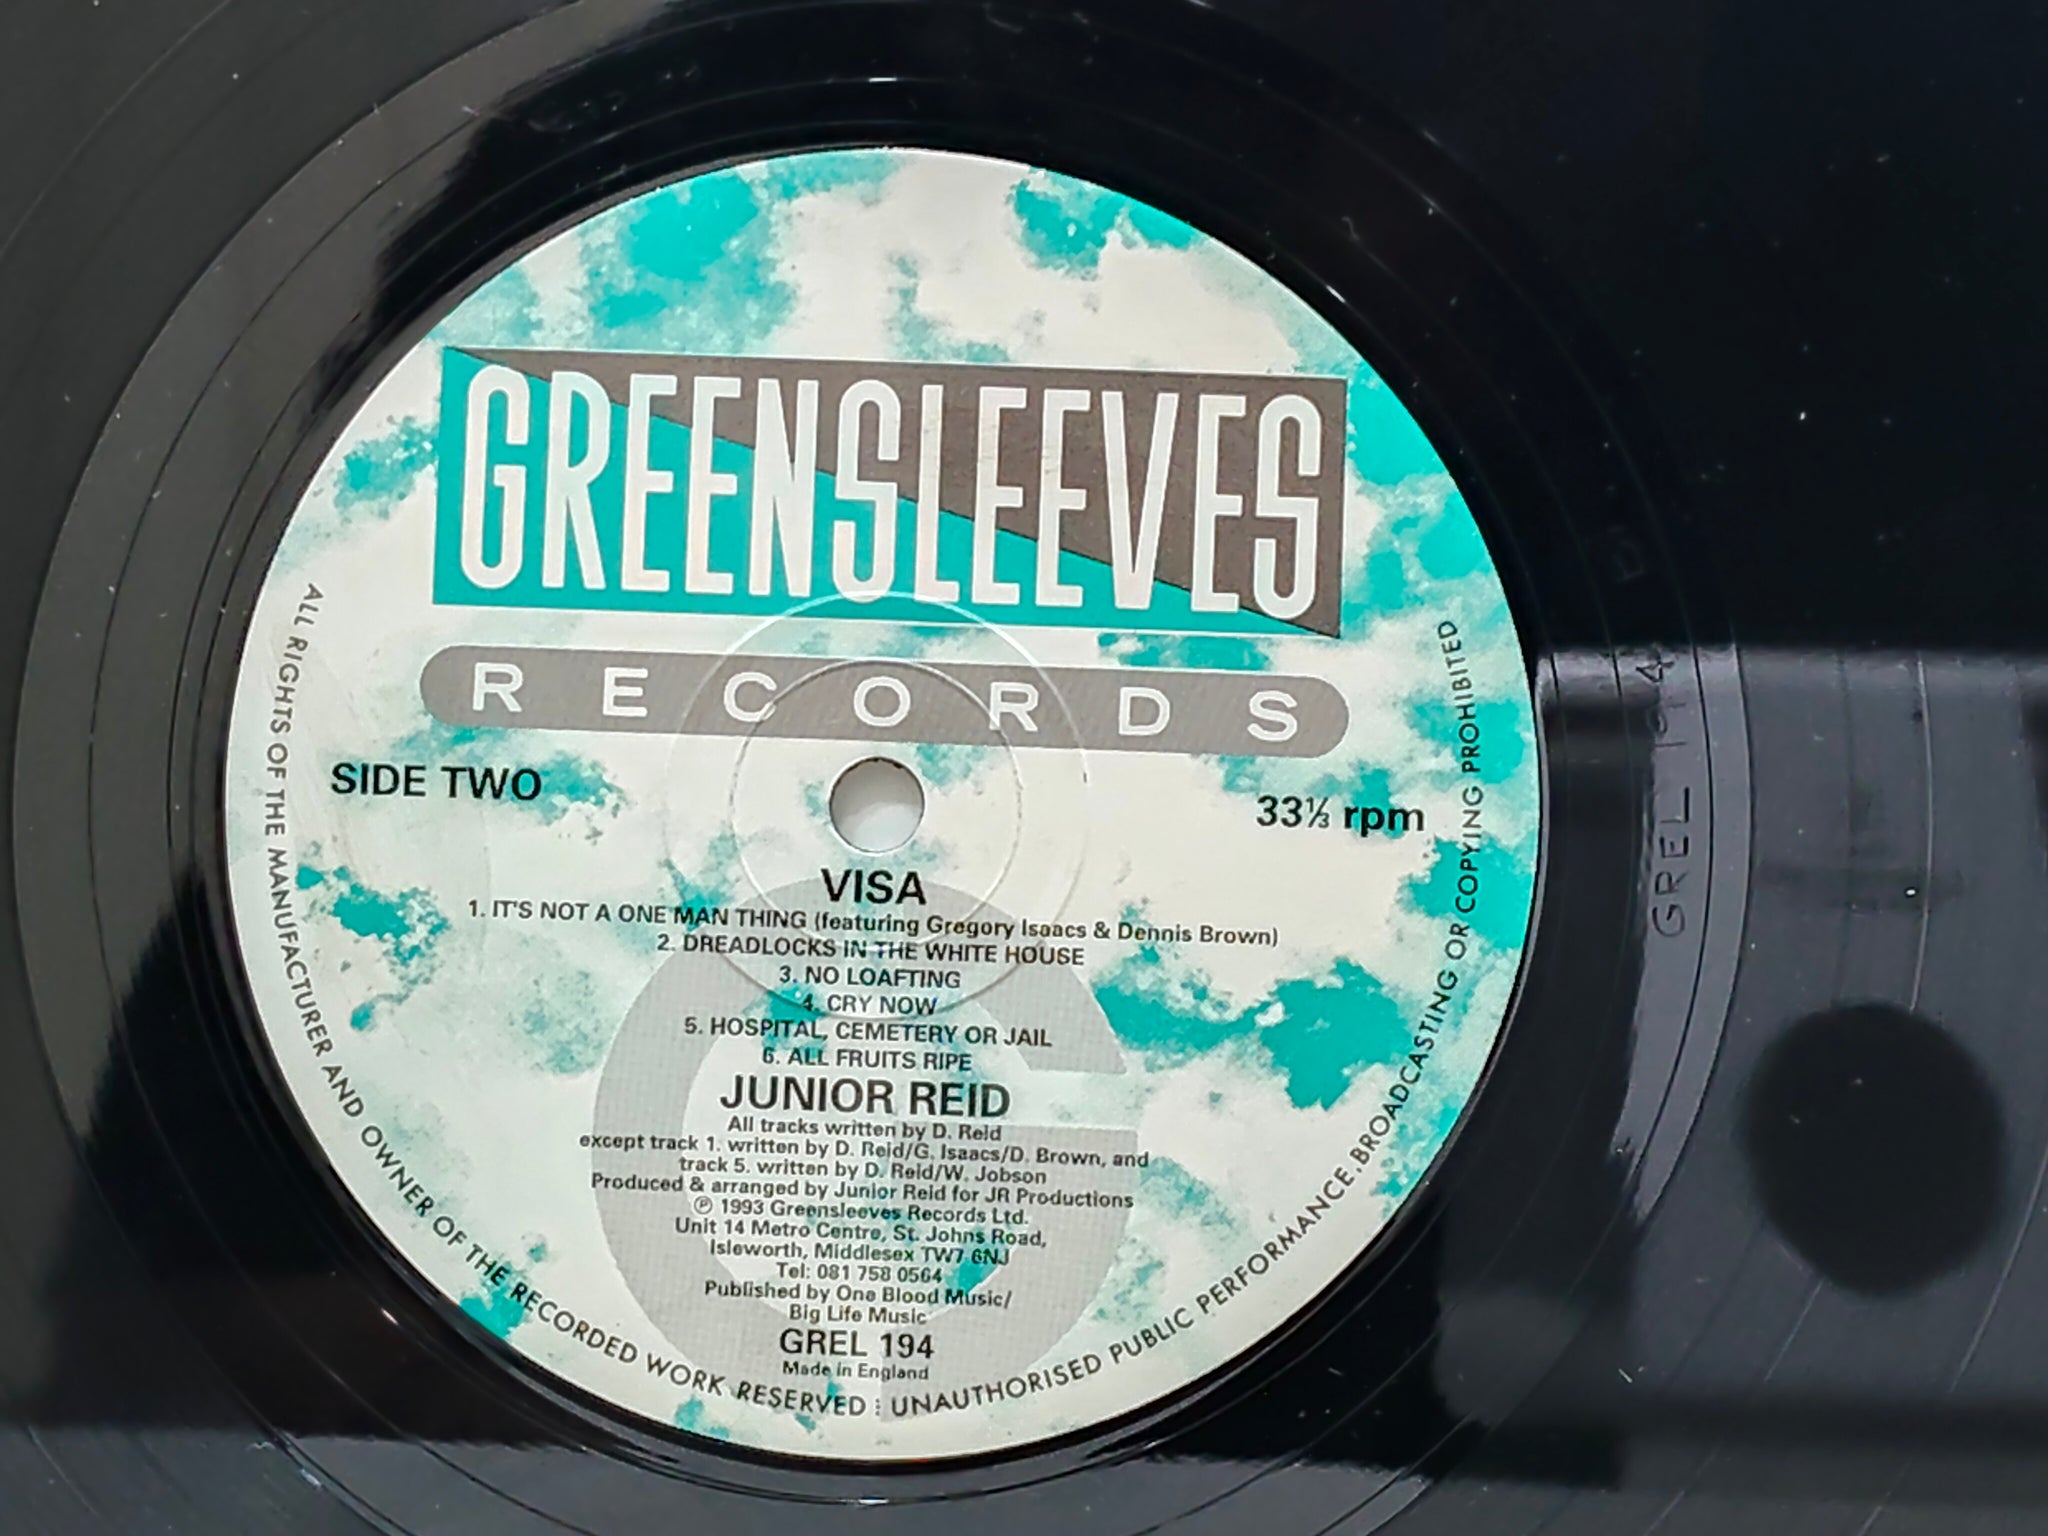 GREENSLEEVES
RECORDS
SIDE TWO
33⅓ rpm
VISA
1. IT'S NOT A ONE MAN THING (featuring Gregory Isaacs & Dennis Brown)
2. DREADLOCKS IN THE WHITE HOUSE
3. NO LOAFTING
4. CRY NOW
5. HOSPITAL, CEMETERY OR JAIL
6. ALL FRUITS RIPE
JUNIOR REID
All tracks written by D. Reid
except track 1. written by D. Reid/G. Isaacs/D. Brown, and
track 5. written by D. Reid/W. Jobson
Produced & arranged by Junior Reid for JR Productions
℗ 1993 Greensleeves Records Ltd.
Unit 14 Metro Centre, St. Johns Road,
Isleworth, Middlesex TW7 6NJ
Tel: 081 758 0564
Published by One Blood Music/
Big Life Music
GREL 194
Made in England
ALL RIGHTS OF THE MANUFACTURER AND OWNER OF THE RECORDED WORK RESERVED : UNAUTHORISED PUBLIC PERFORMANCE. BROADCASTING OR COPYING PROHIBITED
GREL 194